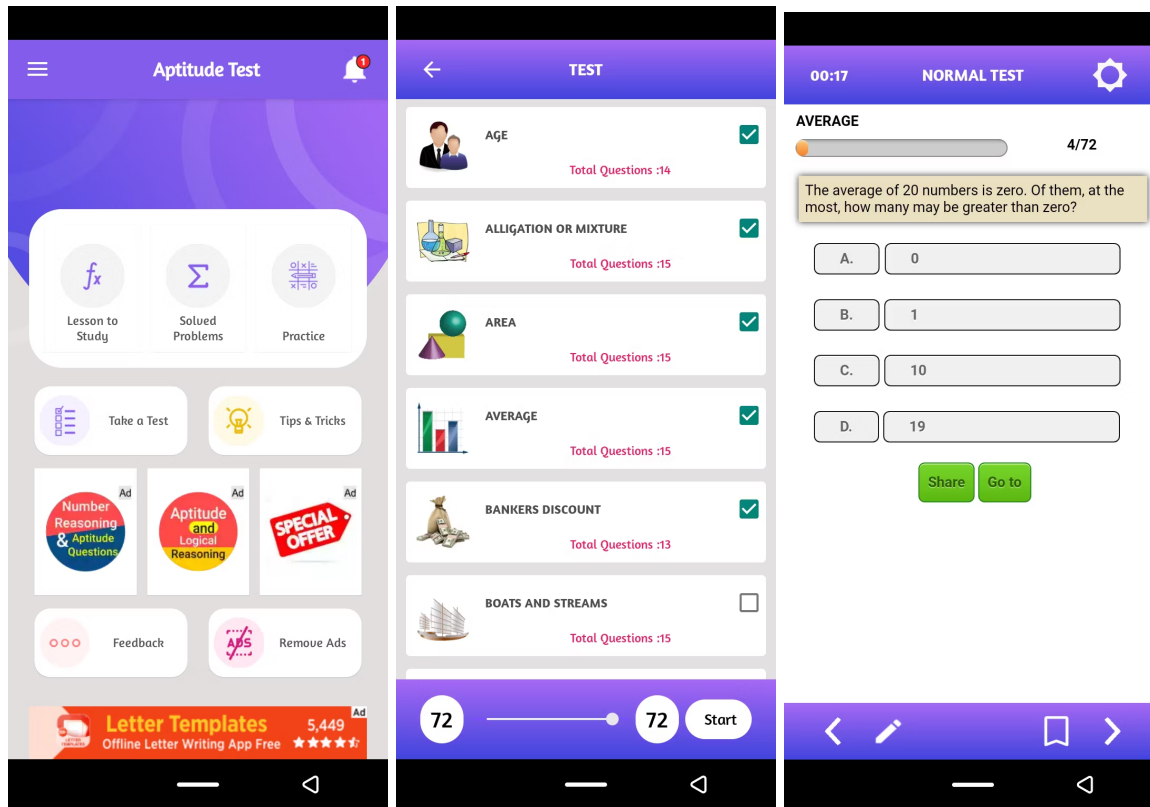 Aptitude Test
1
fx
Σ
Lesson to
Study
Solved
Problems
Practice
Take a Test
Tips & Tricks
Ad
Number
Reasoning
& Aptitude
Questions
Ad
Aptitude
and
Logical
Reasoning
Ad
SPECIAL
OFFER
Feedback
ADS
Remove Ads
Ad
Letter Templates
5,449
Offline Letter Writing App Free
TEST
AGE
Total Questions :14
ALLIGATION OR MIXTURE
Total Questions :15
AREA
Total Questions :15
AVERAGE
Total Questions :15
BANKERS DISCOUNT
Total Questions :13
BOATS AND STREAMS
Total Questions :15
72
72
Start
00:17
NORMAL TEST
AVERAGE
4/72
The average of 20 numbers is zero. Of them, at the
most, how many may be greater than zero?
A. 0
B. 1
C. 10
D. 19
Share
Go to